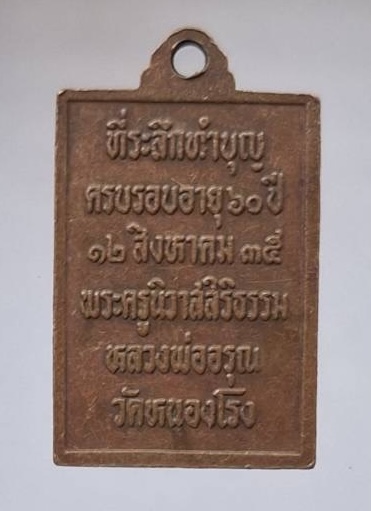 ที่ระลึกทำบุญ
ครบรอบอายุ ๖๐ ปี
๑๒ สิงหาคม ๓๕
พระครูนิวาสสิริธรรม
หลวงพ่ออรุณ
วัดหนองโรง